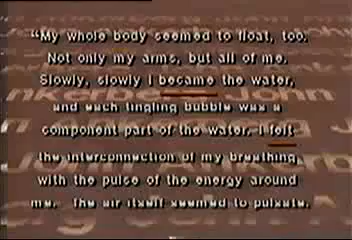 “My whole body seemed to float, too.
Not only my arms, but all of me.
Slowly, slowly I became the water,
and each tingling bubble was a
component part of the water. I felt
the interconnection of my breathing,
with the pulse of the energy around
me. The air itself seemed to pulsate.
John